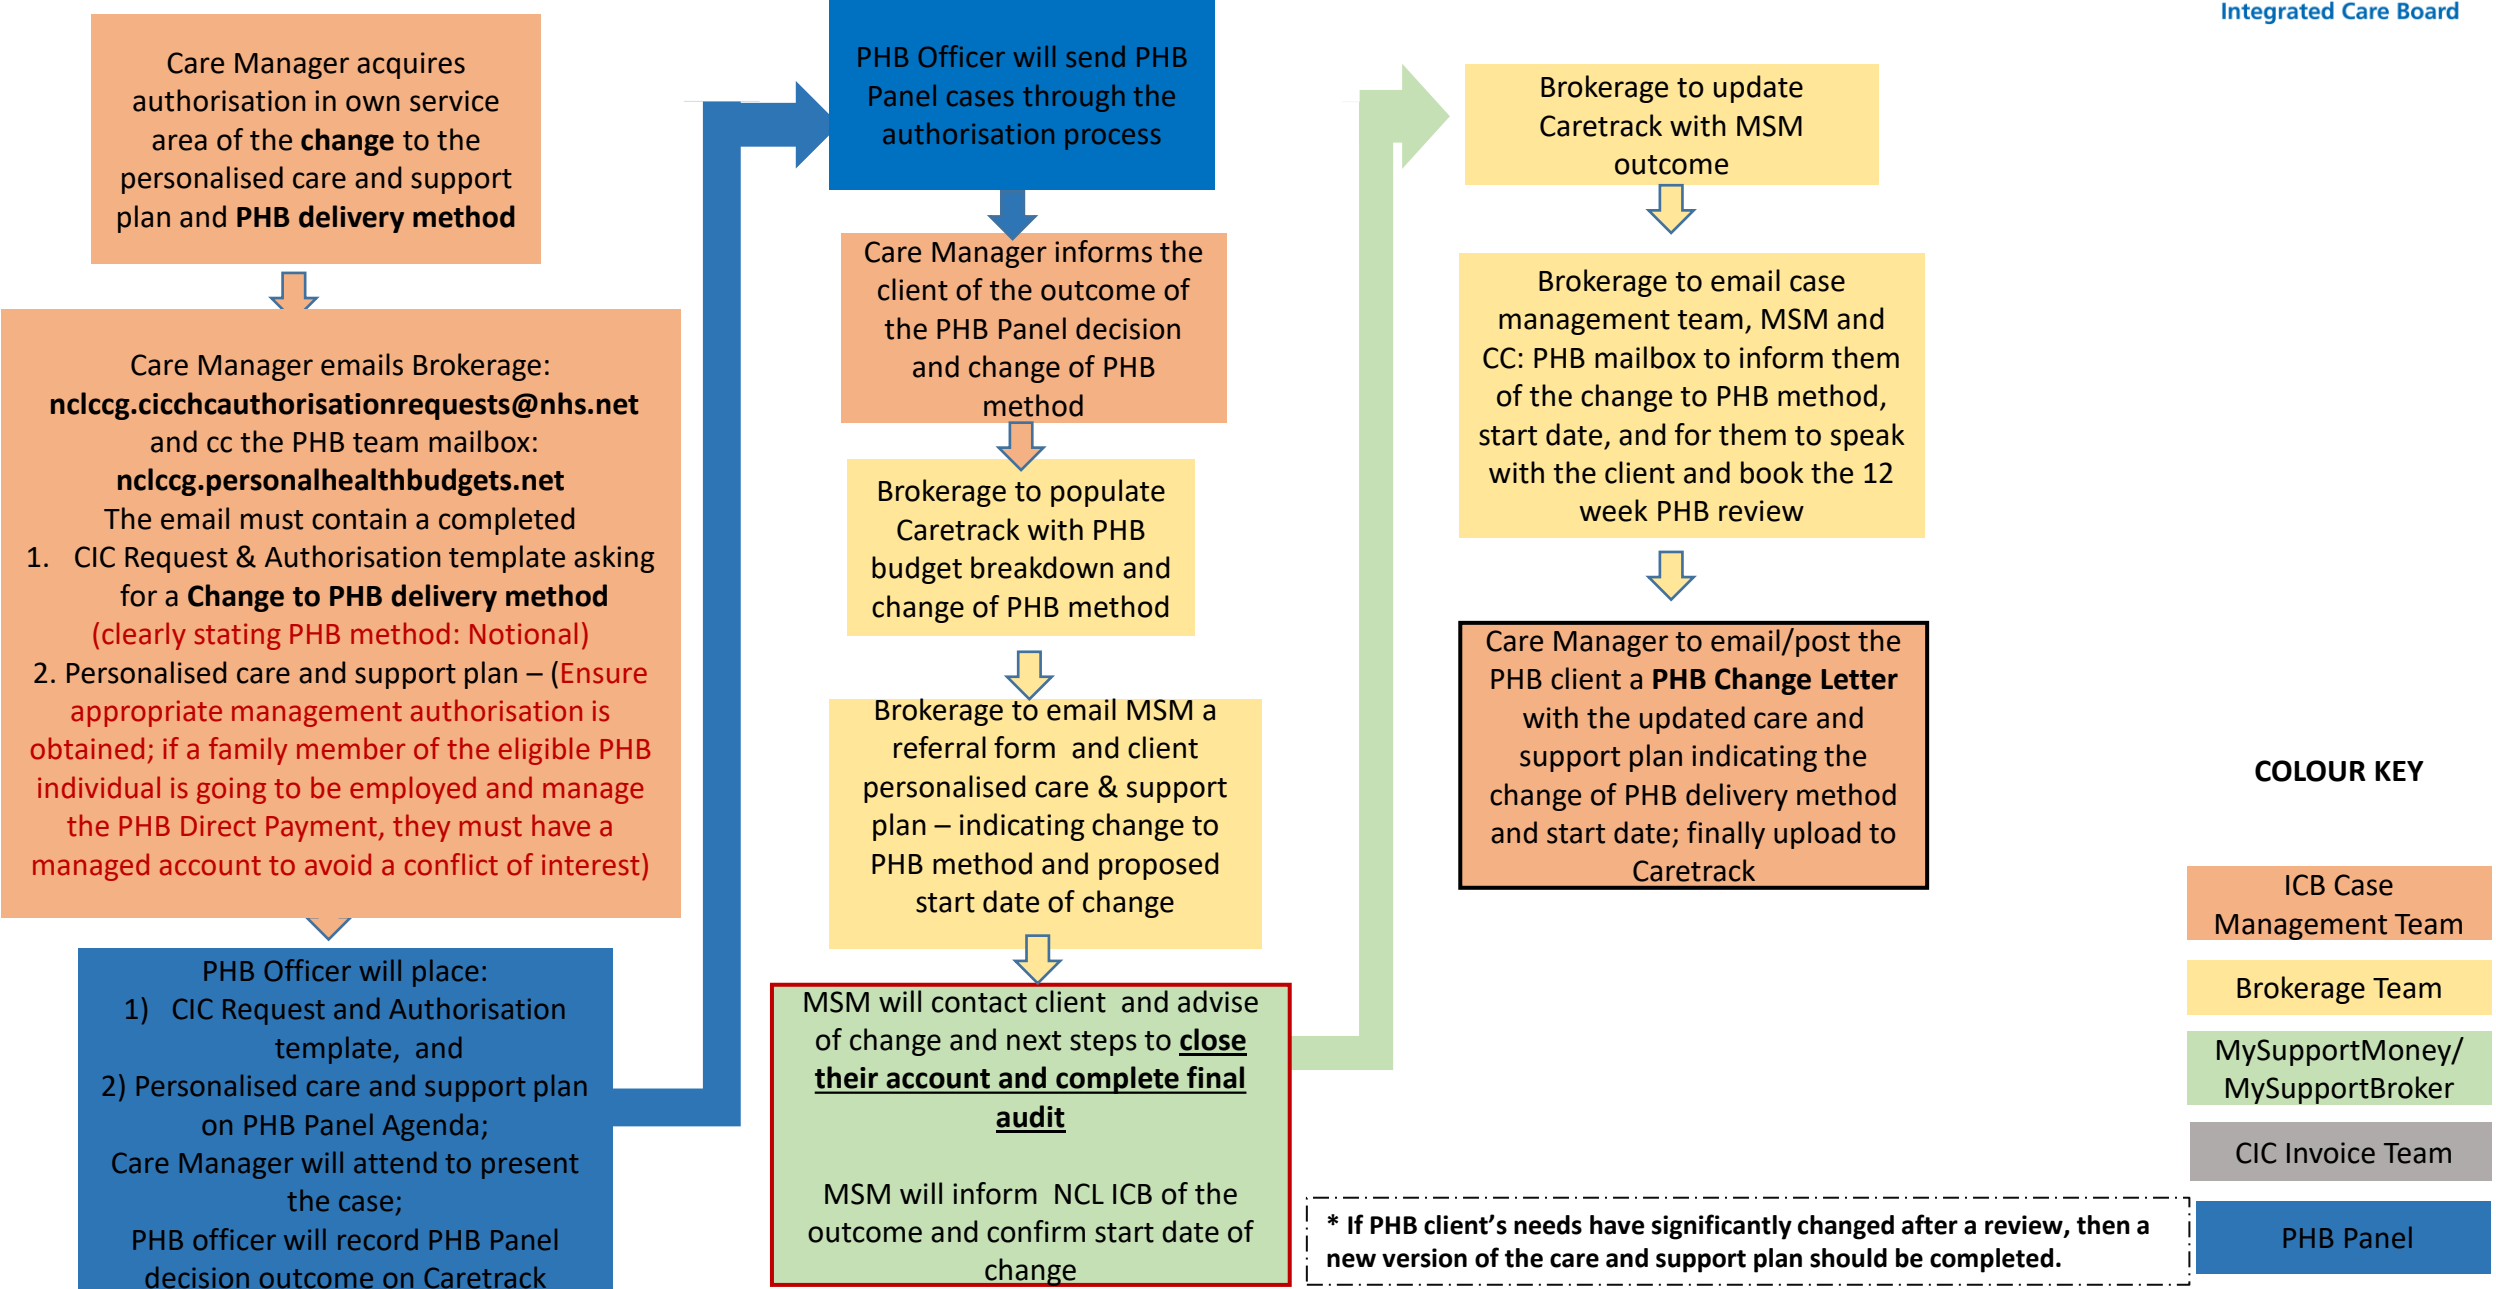 Integrated Care Board
Care Manager acquires
authorisation in own service
area of the change to the
personalised care and support
plan and PHB delivery method
Care Manager emails Brokerage:
nclccg.cicchcauthorisationrequests@nhs.net
and cc the PHB team mailbox:
nclccg.personalhealthbudgets.net
The email must contain a completed
1. CIC Request & Authorisation template asking
for a Change to PHB delivery method
(clearly stating PHB method: Notional)
2. Personalised care and support plan – (Ensure
appropriate management authorisation is
obtained; if a family member of the eligible PHB
individual is going to be employed and manage
the PHB Direct Payment, they must have a
managed account to avoid a conflict of interest)
PHB Officer will place:
1) CIC Request and Authorisation
template, and
2) Personalised care and support plan
on PHB Panel Agenda;
Care Manager will attend to present
the case;
PHB officer will record PHB Panel
decision outcome on Caretrack
PHB Officer will send PHB
Panel cases through the
authorisation process
Care Manager informs the
client of the outcome of
the PHB Panel decision
and change of PHB
method
Brokerage to populate
Caretrack with PHB
budget breakdown and
change of PHB method
Brokerage to email MSM a
referral form and client
personalised care & support
plan – indicating change to
PHB method and proposed
start date of change
MSM will contact client and advise
of change and next steps to close
their account and complete final
audit
MSM will inform NCL ICB of the
outcome and confirm start date of
change
Brokerage to update
Caretrack with MSM
outcome
Brokerage to email case
management team, MSM and
CC: PHB mailbox to inform them
of the change to PHB method,
start date, and for them to speak
with the client and book the 12
week PHB review
Care Manager to email/post the
PHB client a PHB Change Letter
with the updated care and
support plan indicating the
change of PHB delivery method
and start date; finally upload to
Caretrack
* If PHB client's needs have significantly changed after a review, then a
new version of the care and support plan should be completed.
COLOUR KEY
ICB Case
Management Team
Brokerage Team
MySupportMoney/
MySupportBroker
CIC Invoice Team
PHB Panel